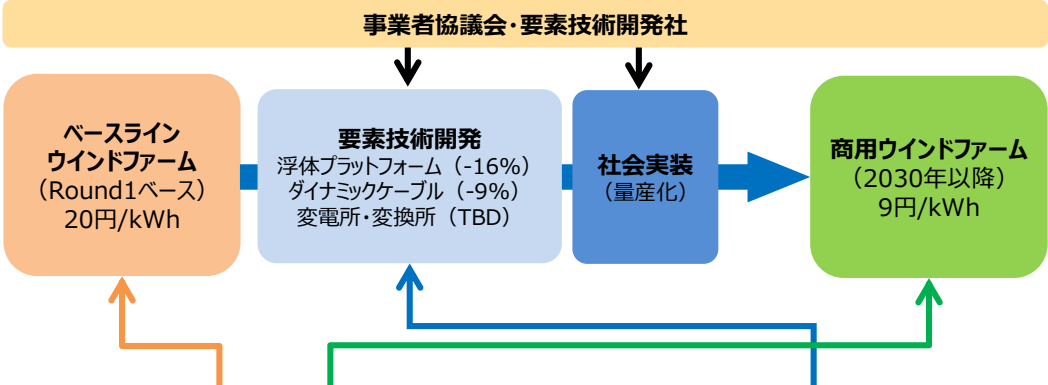 事業者協議会・要素技術開発社
ベースライン
ウインドファーム
（Round1ベース）
20円/kWh
要素技術開発
浮体プラットフォーム（-16%）
ダイナミックケーブル（-9%）
変電所・変換所（TBD）
社会実装
（量産化）
商用ウインドファーム
（2030年以降）
9円/kWh